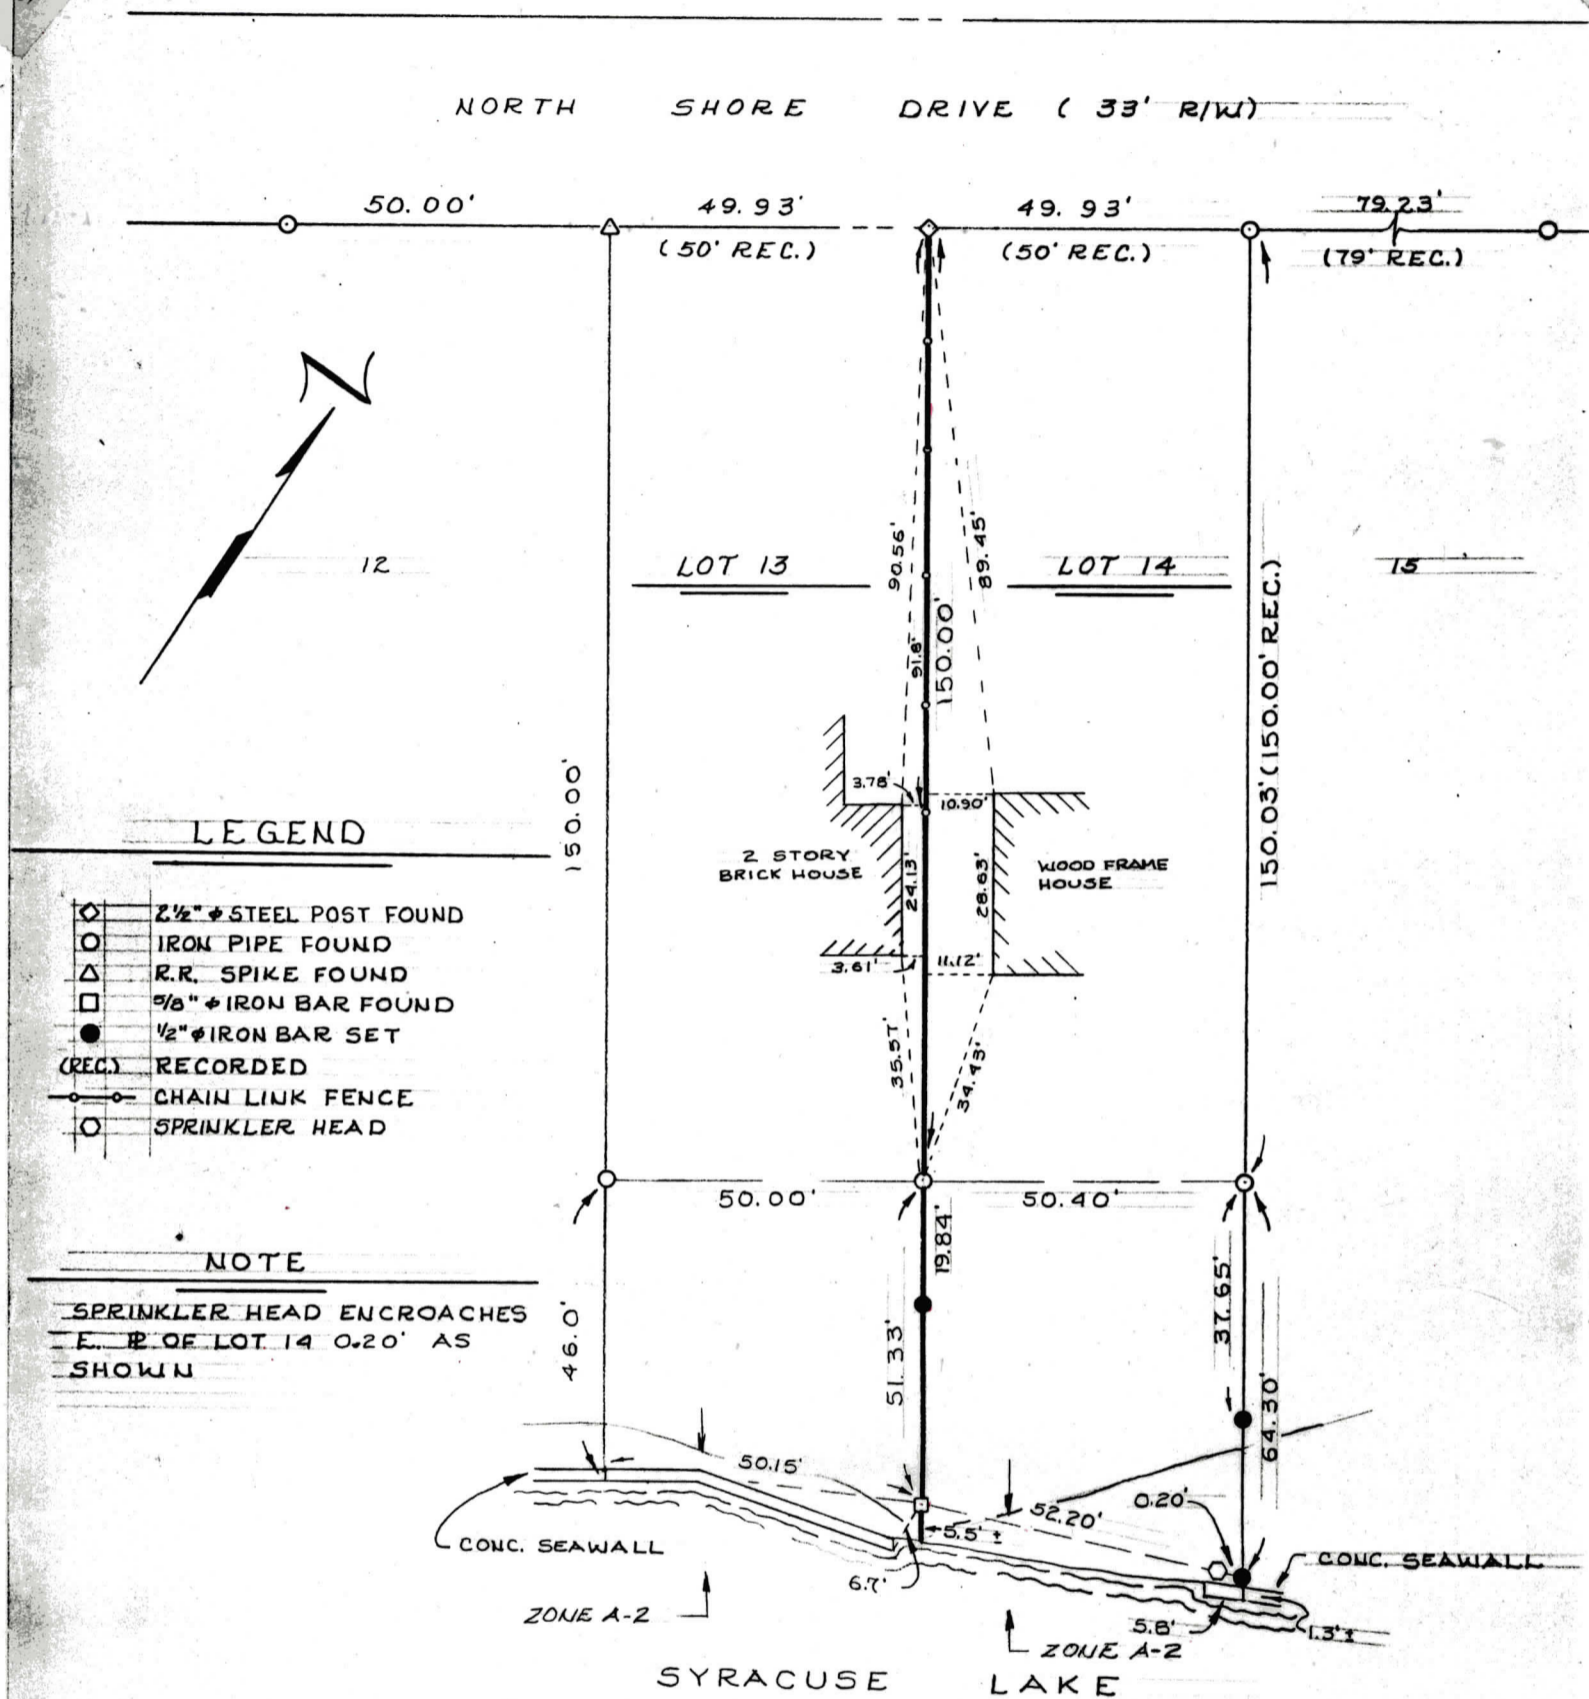 NORTH SHORE DRIVE ( 33' R/W)
50.00' 49.93' 49.93' 79.23'
(50' REC.) (50' REC.) (79' REC.)
N
12
LOT 13
LOT 14
15
90.56'
89.45'
91.8'
150.00'
150.00'
150.03' (150.00' REC.)
3.78'
10.90'
2 STORY
BRICK HOUSE
24.13'
28.63'
WOOD FRAME
HOUSE
3.61'
11.12'
35.57'
34.43'
LEGEND
2½" ϕ STEEL POST FOUND
IRON PIPE FOUND
R.R. SPIKE FOUND
5/8" ϕ IRON BAR FOUND
½" ϕ IRON BAR SET
(REC.) RECORDED
CHAIN LINK FENCE
SPRINKLER HEAD
50.00' 50.40'
19.84'
37.65'
46.0'
51.33'
64.30'
NOTE
SPRINKLER HEAD ENCROACHES
E. ⅊ OF LOT 14 0.20' AS
SHOWN
50.15'
52.20'
0.20'
5.5' ±
CONC. SEAWALL
CONC. SEAWALL
6.7'
5.8'
1.3' ±
ZONE A-2
ZONE A-2
SYRACUSE LAKE